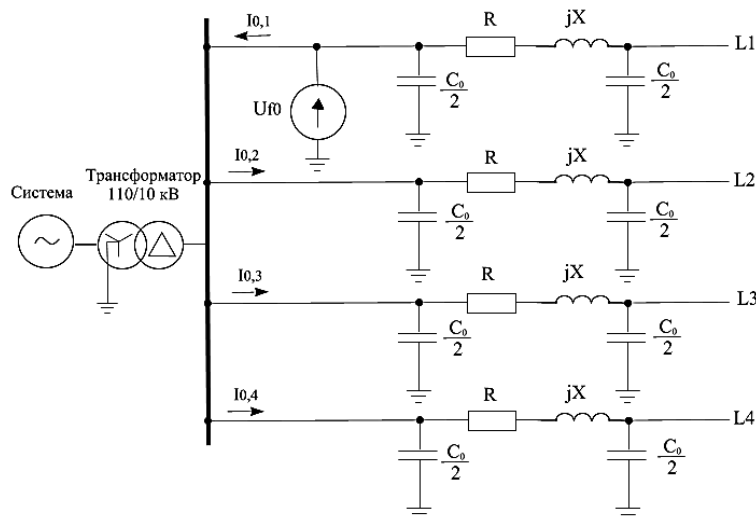 I0,1
R
jX
L1
C₀
2
C₀
2
Uf0
I0,2
R
jX
L2
Трансформатор
110/10 кВ
Система
~
C₀
2
C₀
2
I0,3
R
jX
L3
C₀
2
C₀
2
I0,4
R
jX
L4
C₀
2
C₀
2